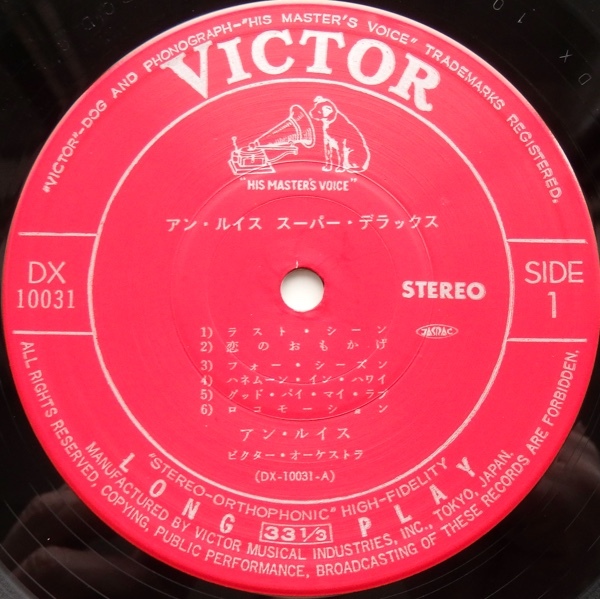 "VICTOR"-DOG AND PHONOGRAPH-"HIS MASTER'S VOICE" TRADEMARKS REGISTERED.
VICTOR
"HIS MASTER'S VOICE"
アン・ルイス スーパー・デラックス
DX
10031
STEREO
SIDE
1
JASRAC
1) ラスト・シーン
2) 恋のおもかげ
3) フォー・シーズン
4) ハネムーン・イン・ハワイ
5) グッド・バイ・マイ・ラブ
6) ロコモーション
アン・ルイス
ビクター・オーケストラ
(DX-10031-A)
"STEREO-ORTHOPHONIC" HIGH-FIDELITY
LONG 33 1/3 PLAY
MANUFACTURED BY VICTOR MUSICAL INDUSTRIES, INC., TOKYO, JAPAN.
ALL RIGHTS RESERVED, COPYING, PUBLIC PERFORMANCE, BROADCASTING OF THESE RECORDS ARE FORBIDDEN.